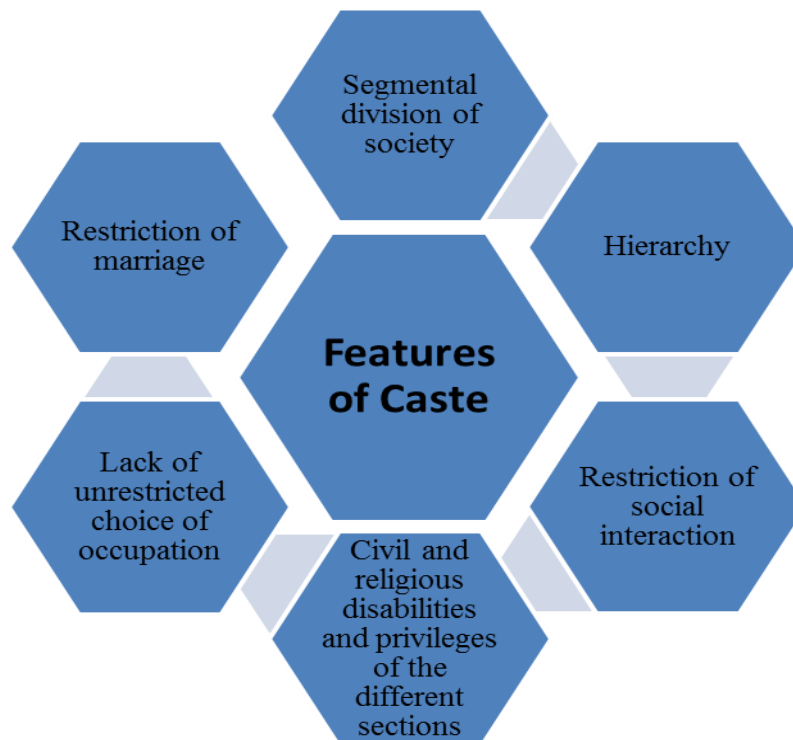 Segmental
division of
society
Hierarchy
Restriction of
social
interaction
Civil and
religious
disabilities
and privileges
of the
different
sections
Lack of
unrestricted
choice of
occupation
Restriction of
marriage
Features
of Caste